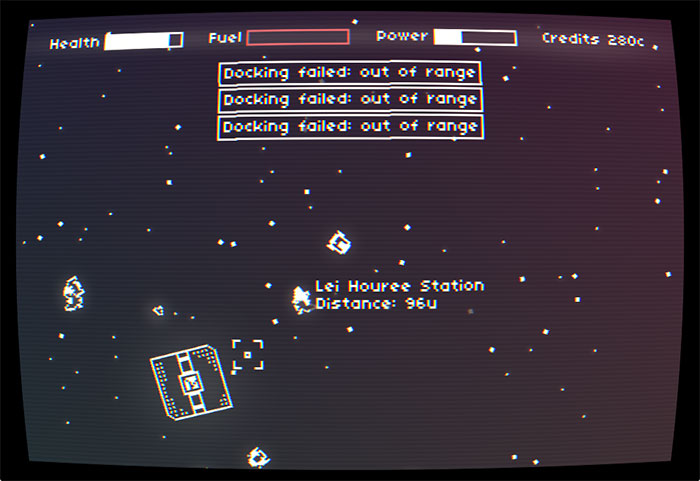 Health Fuel Power Credits 280c
Docking failed: out of range
Docking failed: out of range
Docking failed: out of range
Lei Houree Station
Distance: 96u